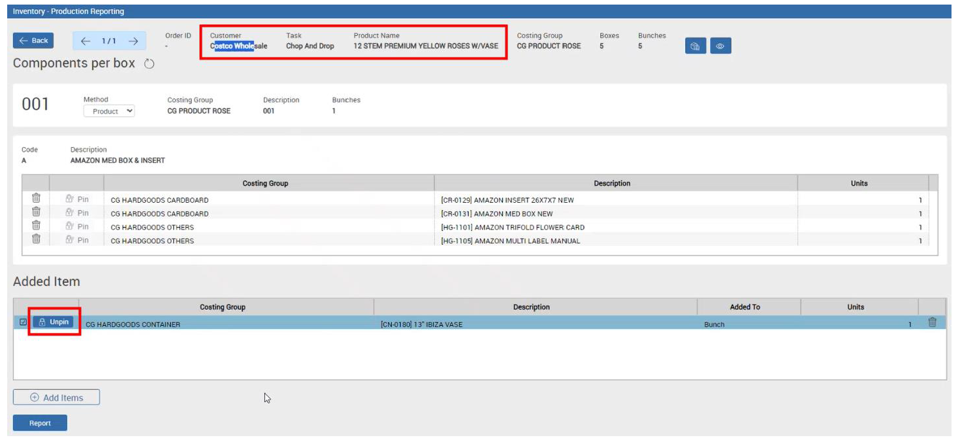 Inventory - Production Reporting
Back
1/1
Order ID
-
Customer
Costco Wholesale
Task
Chop And Drop
Product Name
12 STEM PREMIUM YELLOW ROSES W/VASE
Costing Group
CG PRODUCT ROSE
Boxes
5
Bunches
5
Components per box
001
Method
Product
Costing Group
CG PRODUCT ROSE
Description
001
Bunches
1
Code
A
Description
AMAZON MED BOX & INSERT
Costing Group Description Units
Pin CG HARDGOODS CARDBOARD [CR-0129] AMAZON INSERT 26X7X7 NEW 1
Pin CG HARDGOODS CARDBOARD [CR-0131] AMAZON MED BOX NEW 1
Pin CG HARDGOODS OTHERS [HG-1101] AMAZON TRIFOLD FLOWER CARD 1
Pin CG HARDGOODS OTHERS [HG-1105] AMAZON MULTI LABEL MANUAL 1
Added Item
Costing Group Description Added To Units
Unpin CG HARDGOODS CONTAINER [CN-0180] 13" IBIZA VASE Bunch 1
Add Items
Report